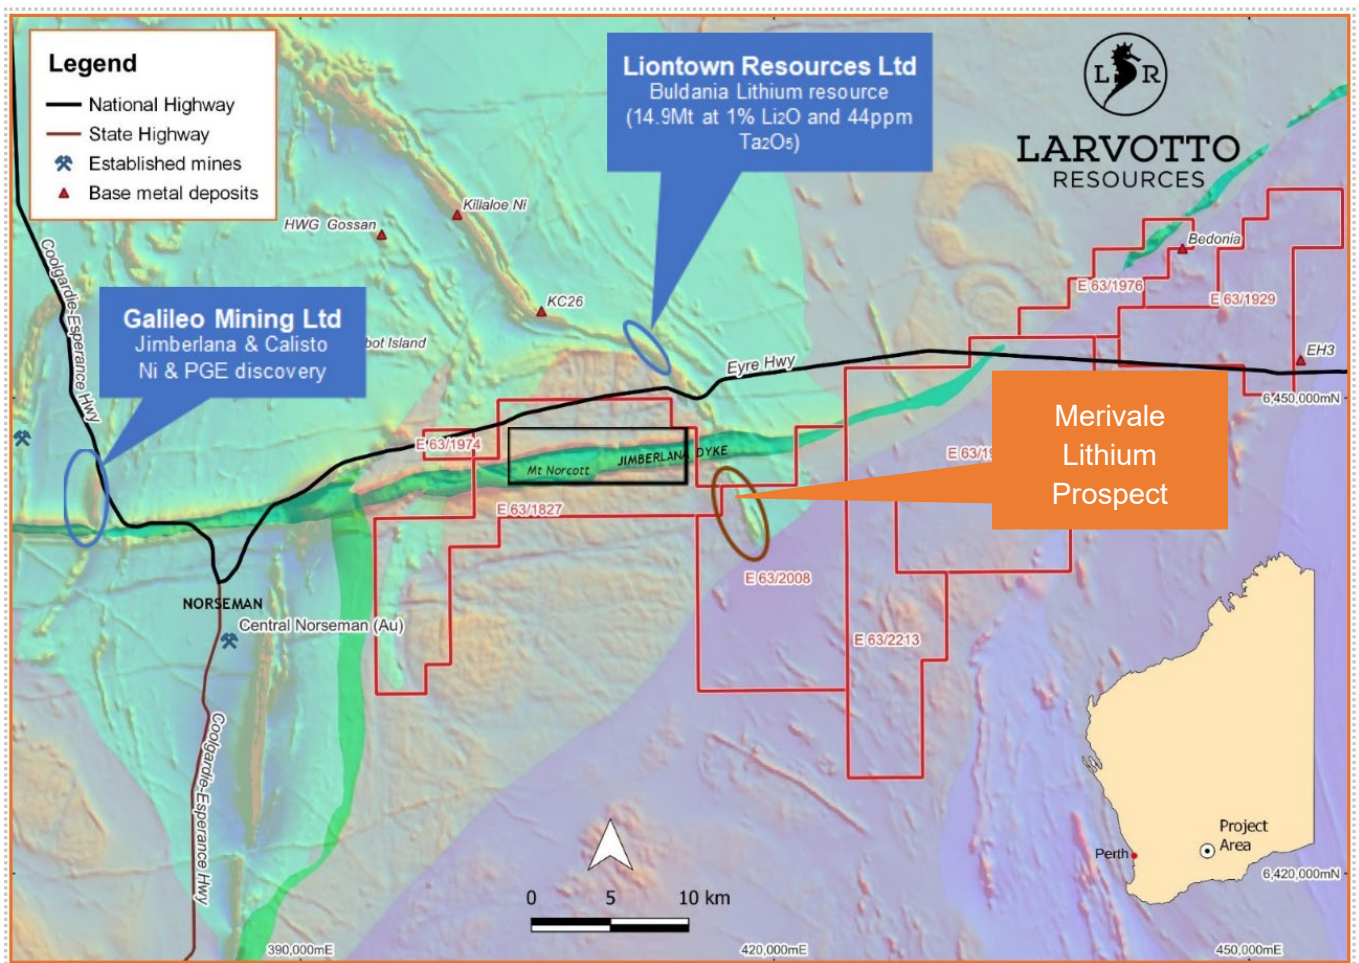 Legend
National Highway
State Highway
Established mines
Base metal deposits
Liontown Resources Ltd
Buldania Lithium resource
(14.9Mt at 1% Li2O and 44ppm
Ta2O5)
L R
LARVOTTO
RESOURCES
Killaloe Ni
HWG Gossan
Bedonia
Coolgardie-Esperance Hwy
E 63/1976
E 63/1929
KC26
Galileo Mining Ltd
Jimberlana & Calisto
Ni & PGE discovery
bot Island
Eyre Hwy
EH3
6,450,000mN
Merivale
Lithium
Prospect
E 63/1974
JIMBERLANA DYKE
Mt Norcott
E 63/19
E 63/1827
E 63/2008
NORSEMAN
Central Norseman (Au)
E 63/2213
Coolgardie-Esperance Hwy
Project
Area
Perth
6,420,000mN
0 5 10 km
390,000mE
420,000mE
450,000mE